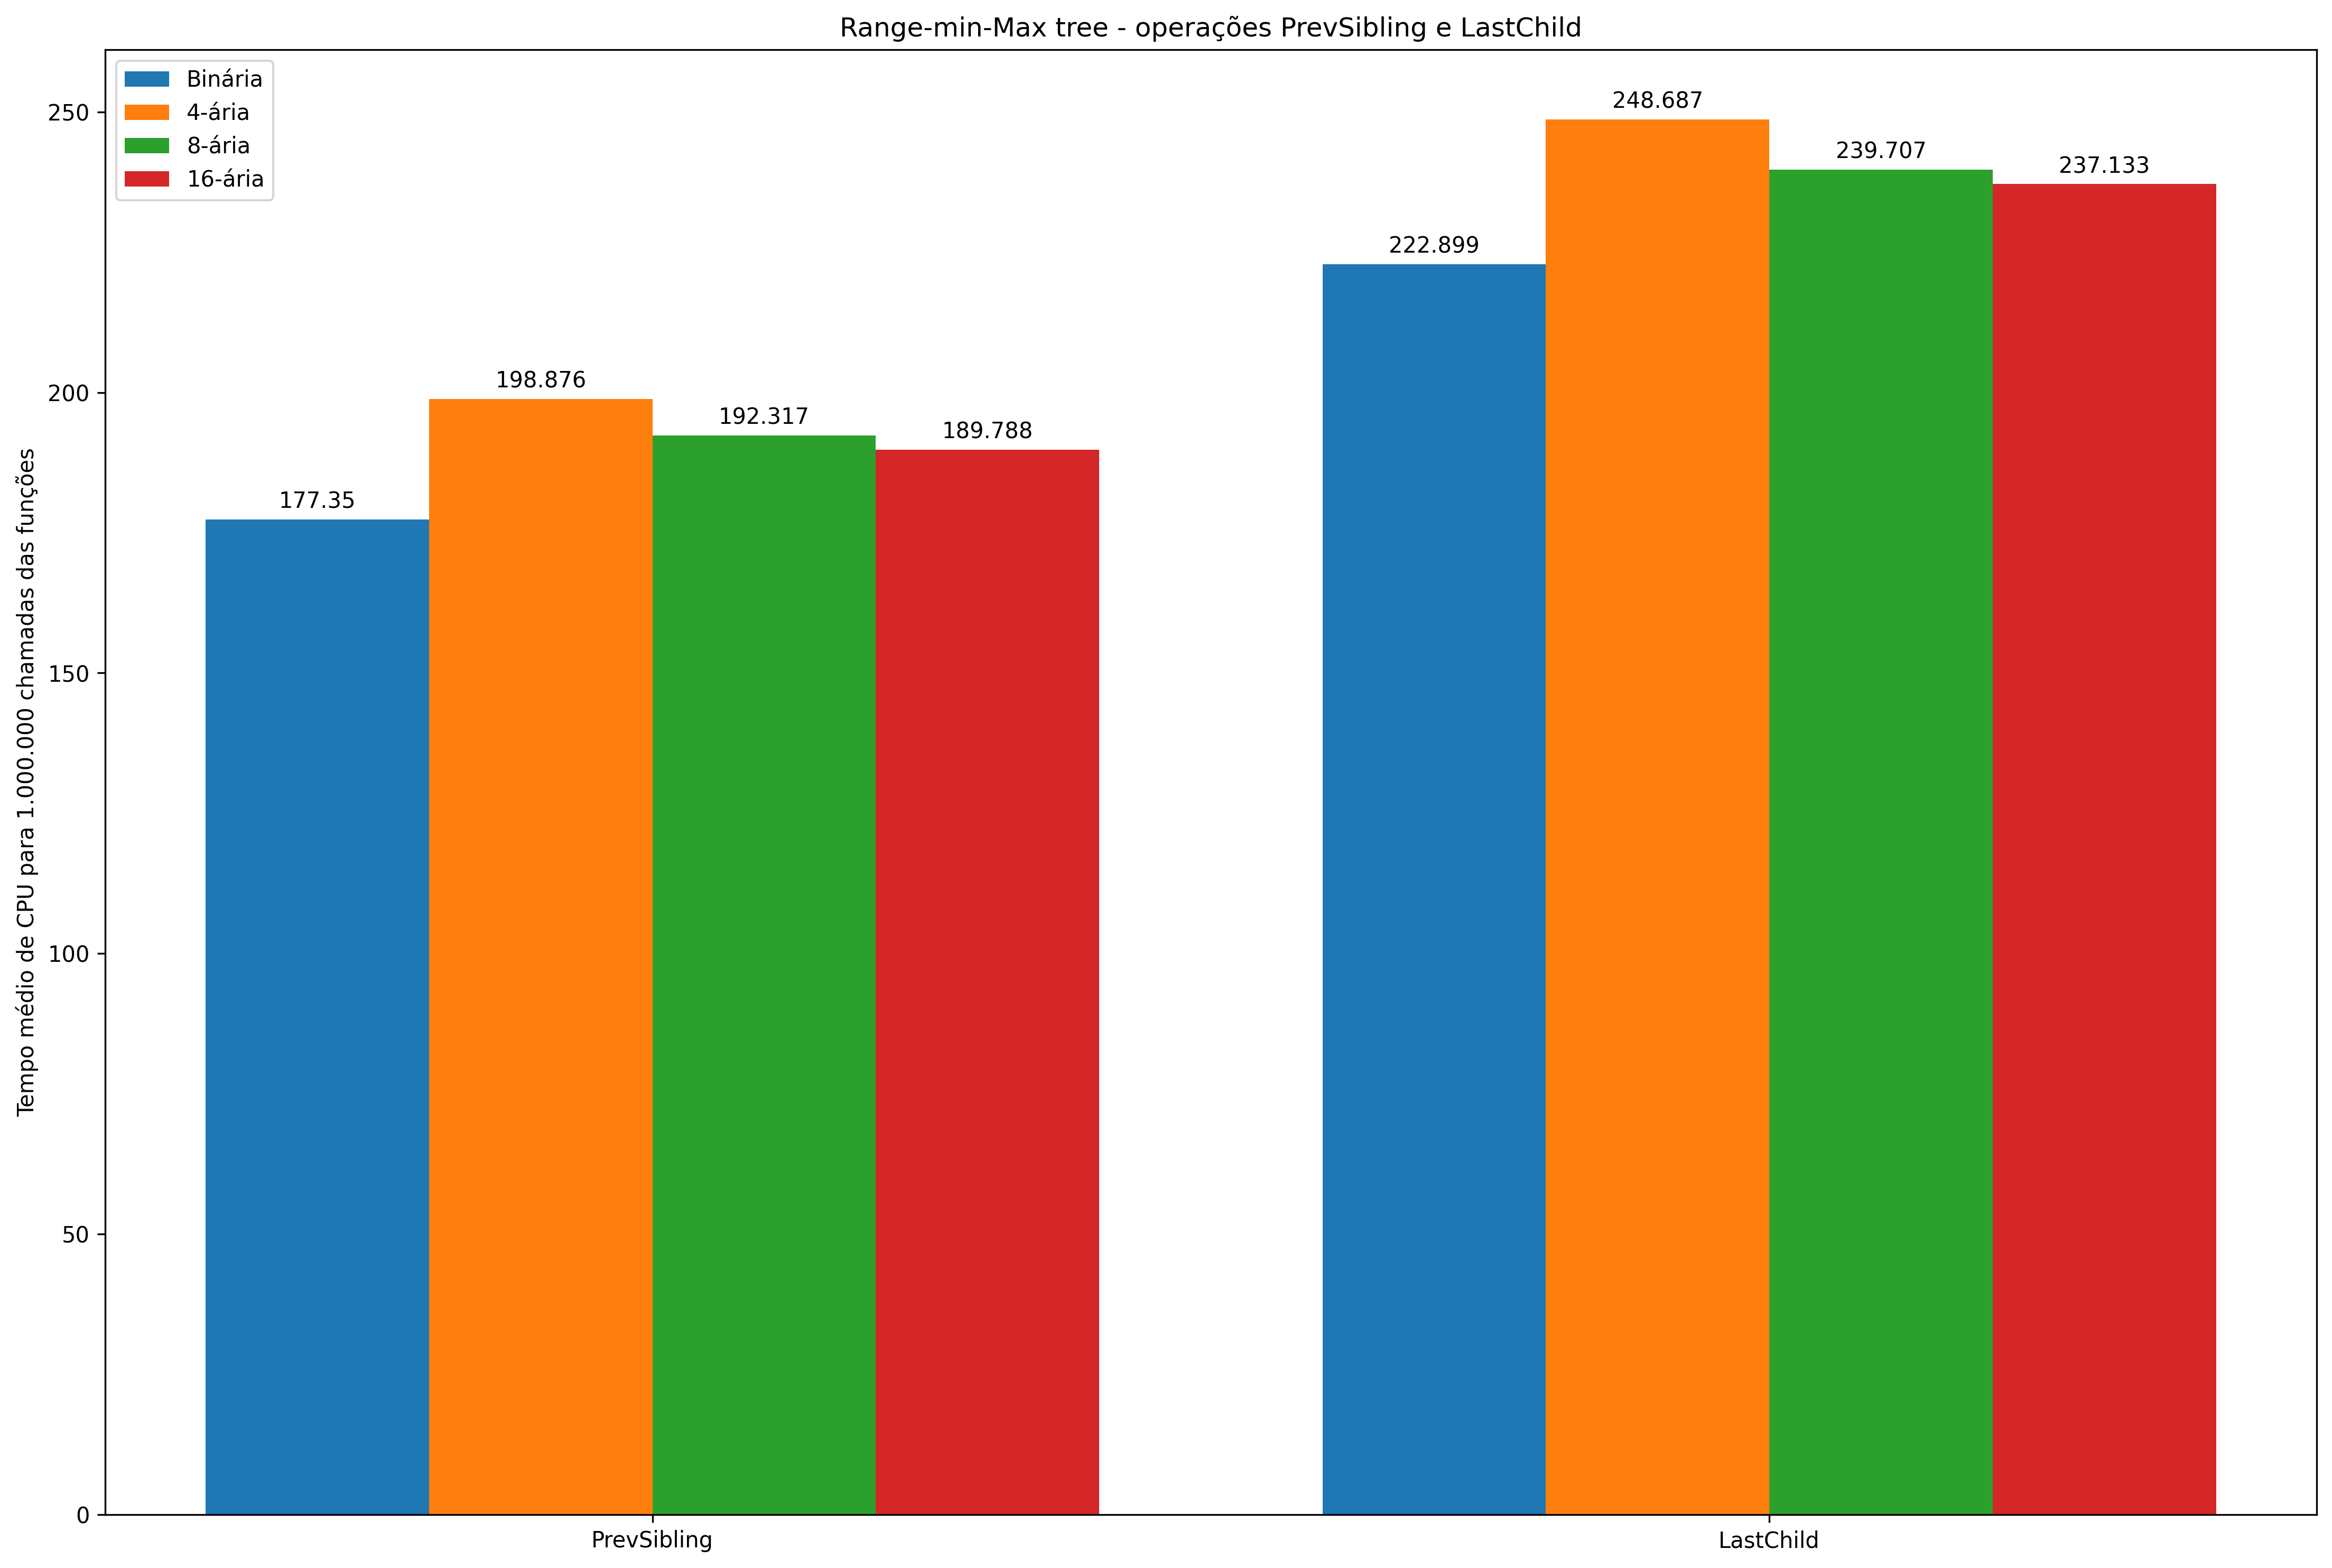 Range-min-Max tree - operações PrevSibling e LastChild
Binária
4-ária
8-ária
16-ária
Tempo médio de CPU para 1.000.000 chamadas das funções
250
200
150
100
50
0
177.35
198.876
192.317
189.788
222.899
248.687
239.707
237.133
PrevSibling
LastChild